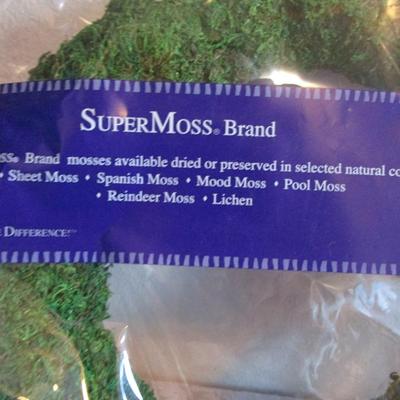 SUPERMOSS® Brand
Brand mosses available dried or preserved in selected natural
• Sheet Moss • Spanish Moss • Mood Moss • Pool Moss
• Reindeer Moss • Lichen
DIFFERENCE!™